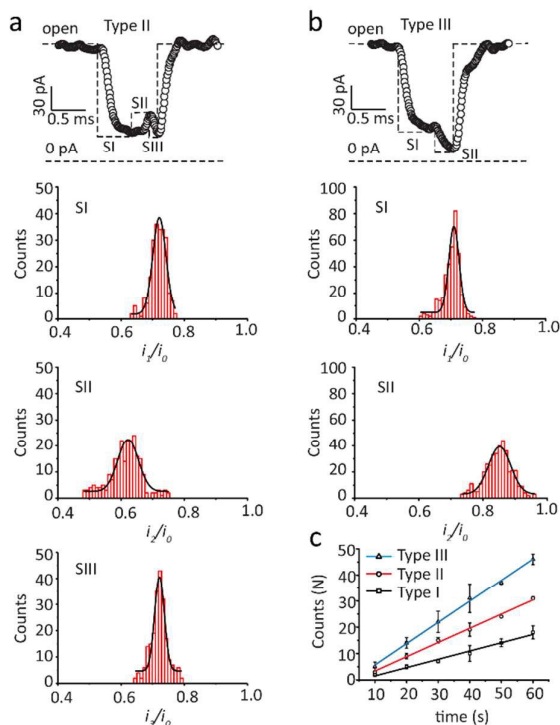 a
Type II
open
30 pA
0.5 ms
SII
SI
SIII
0 pA
50
40
30
20
10
0
Counts
SI
0.4
0.6
0.8
1.0
i₁/i₀
50
40
30
20
10
0
Counts
SII
0.4
0.6
0.8
1.0
i₂/i₀
50
40
30
20
10
0
Counts
SIII
0.4
0.6
0.8
1.0
i₃/i₀
b
Type III
open
30 pA
0.5 ms
SI
SII
0 pA
100
80
60
40
20
0
Counts
SI
0.4
0.6
0.8
1.0
i₁/i₀
100
80
60
40
20
0
Counts
SII
0.4
0.6
0.8
1.0
i₂/i₀
c
50
40
30
20
10
0
Counts (N)
Type III
Type II
Type I
10 20 30 40 50 60
time (s)